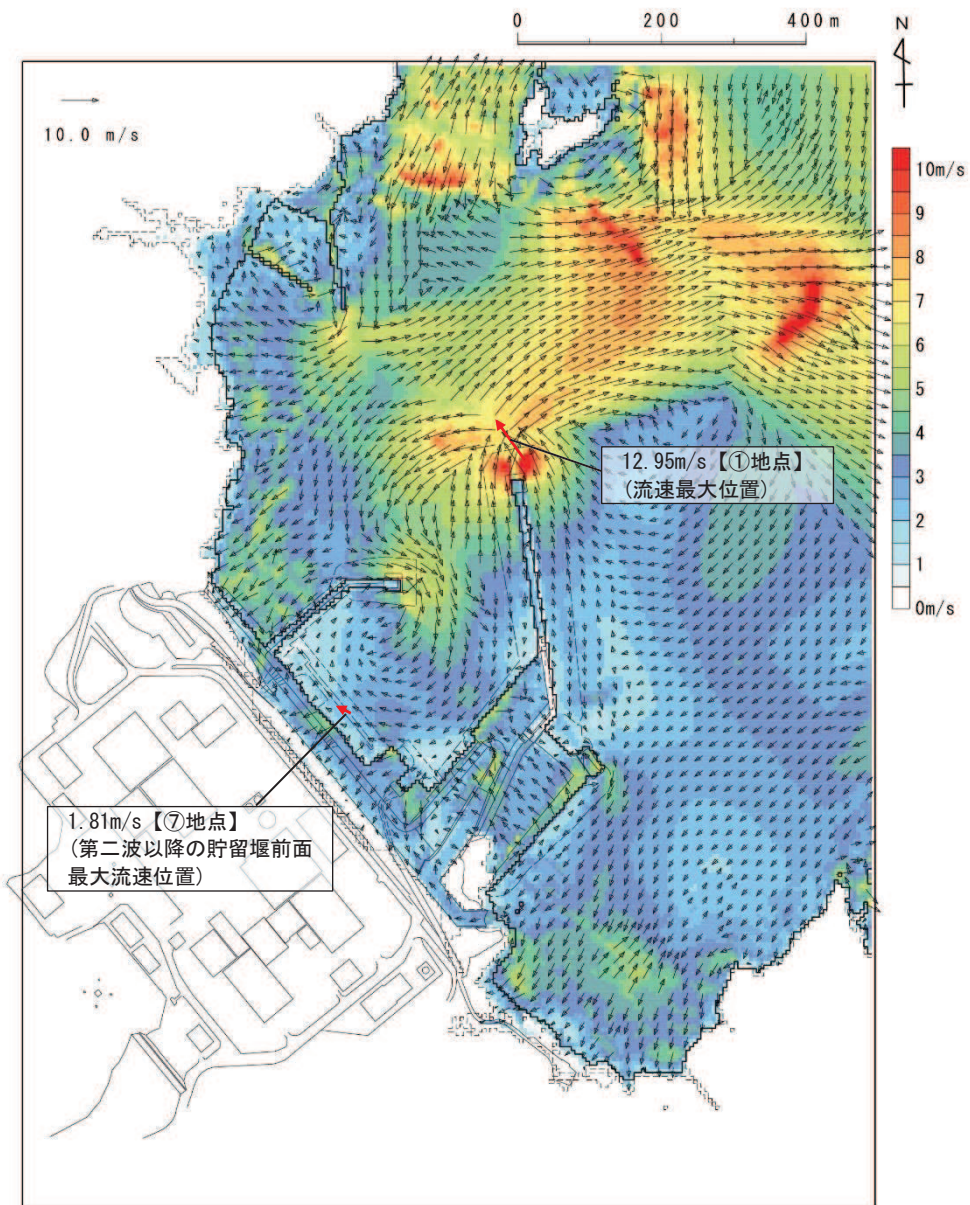 0 200 400m
N
10.0 m/s
10m/s
9
8
7
6
5
4
3
2
1
0m/s
12.95m/s【①地点】
(流速最大位置)
1.81m/s【⑦地点】
(第二波以降の貯留堰前面
最大流速位置)